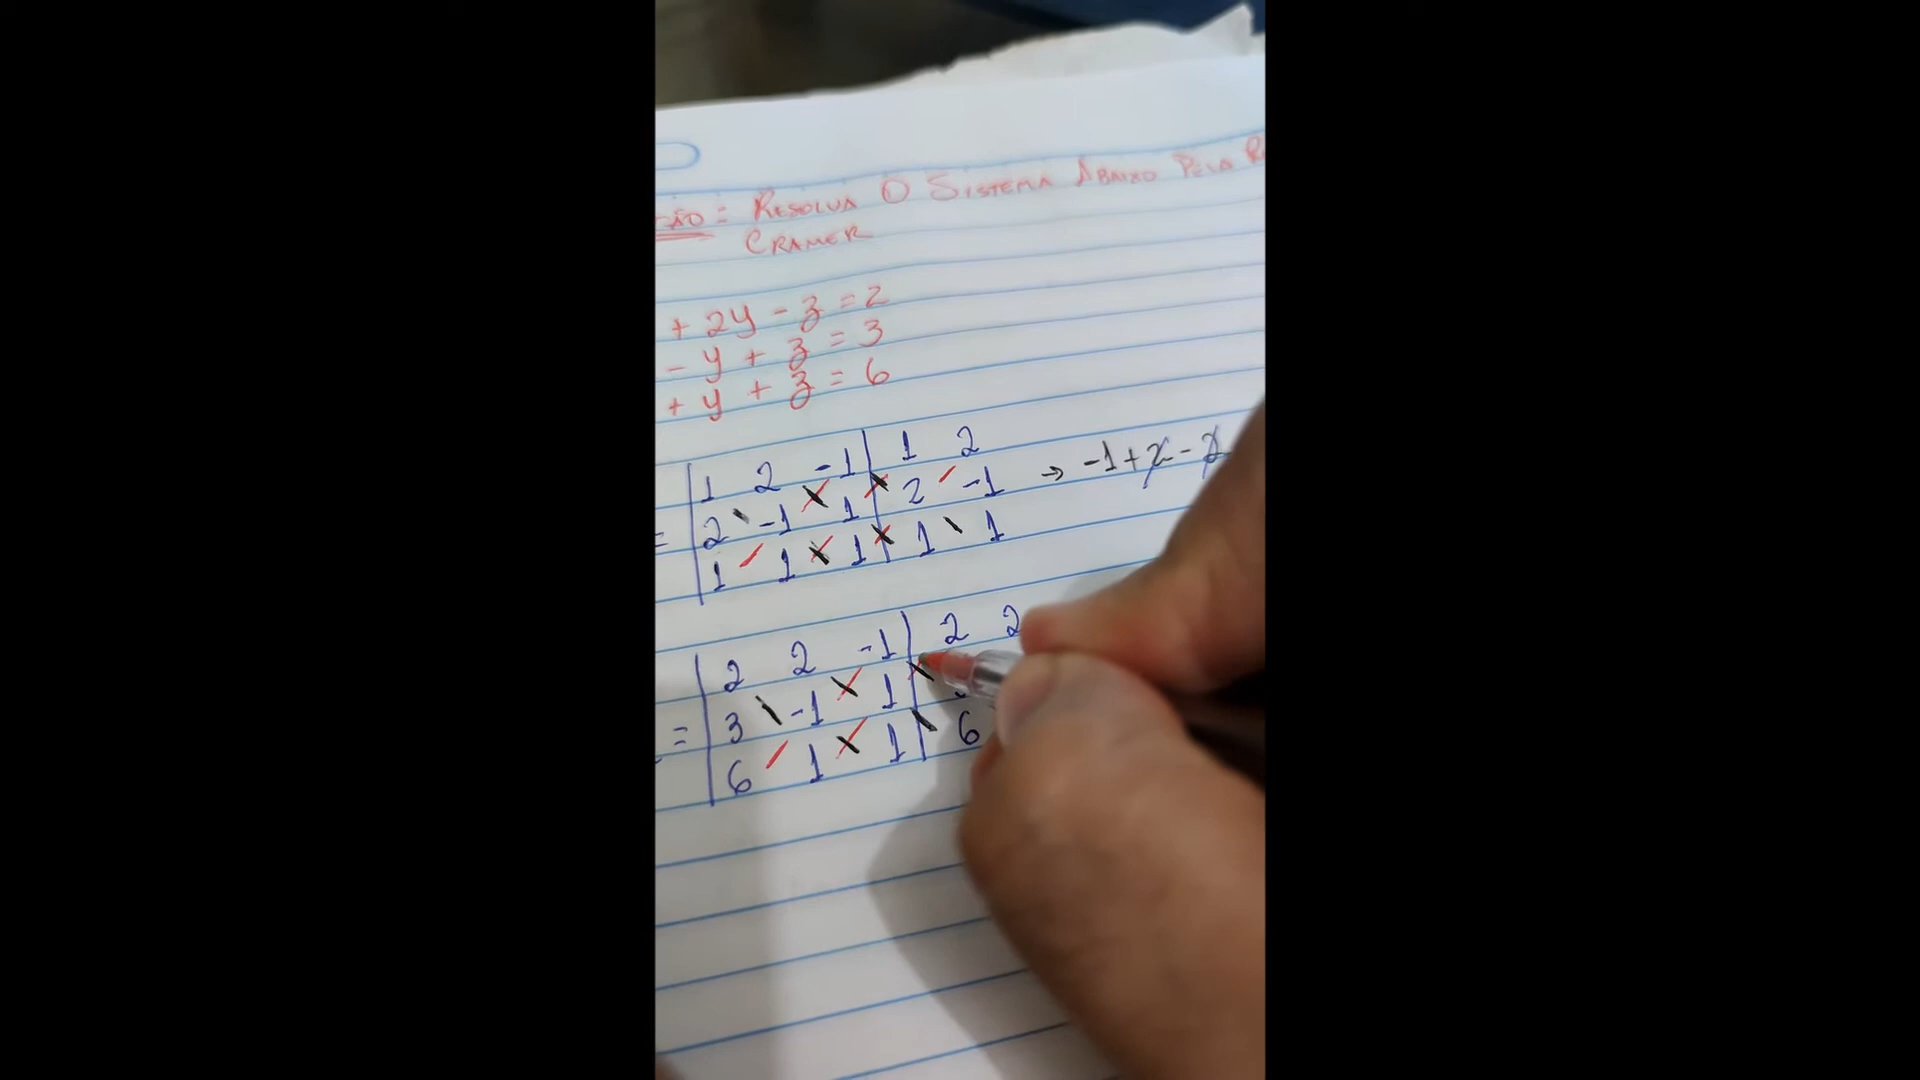 ÃO: RESOLVA O SISTEMA ABAIXO PELA R
CRAMER
+ 2y - z = 2
- y + z = 3
+ y + z = 6
1 2 -1 | 1 2
= 2 -1 1 | 2 -1 → -1 + 2 - 2
1 1 1 | 1 1
2 2 -1 | 2 2
= 3 -1 1 |
6 1 1 | 6